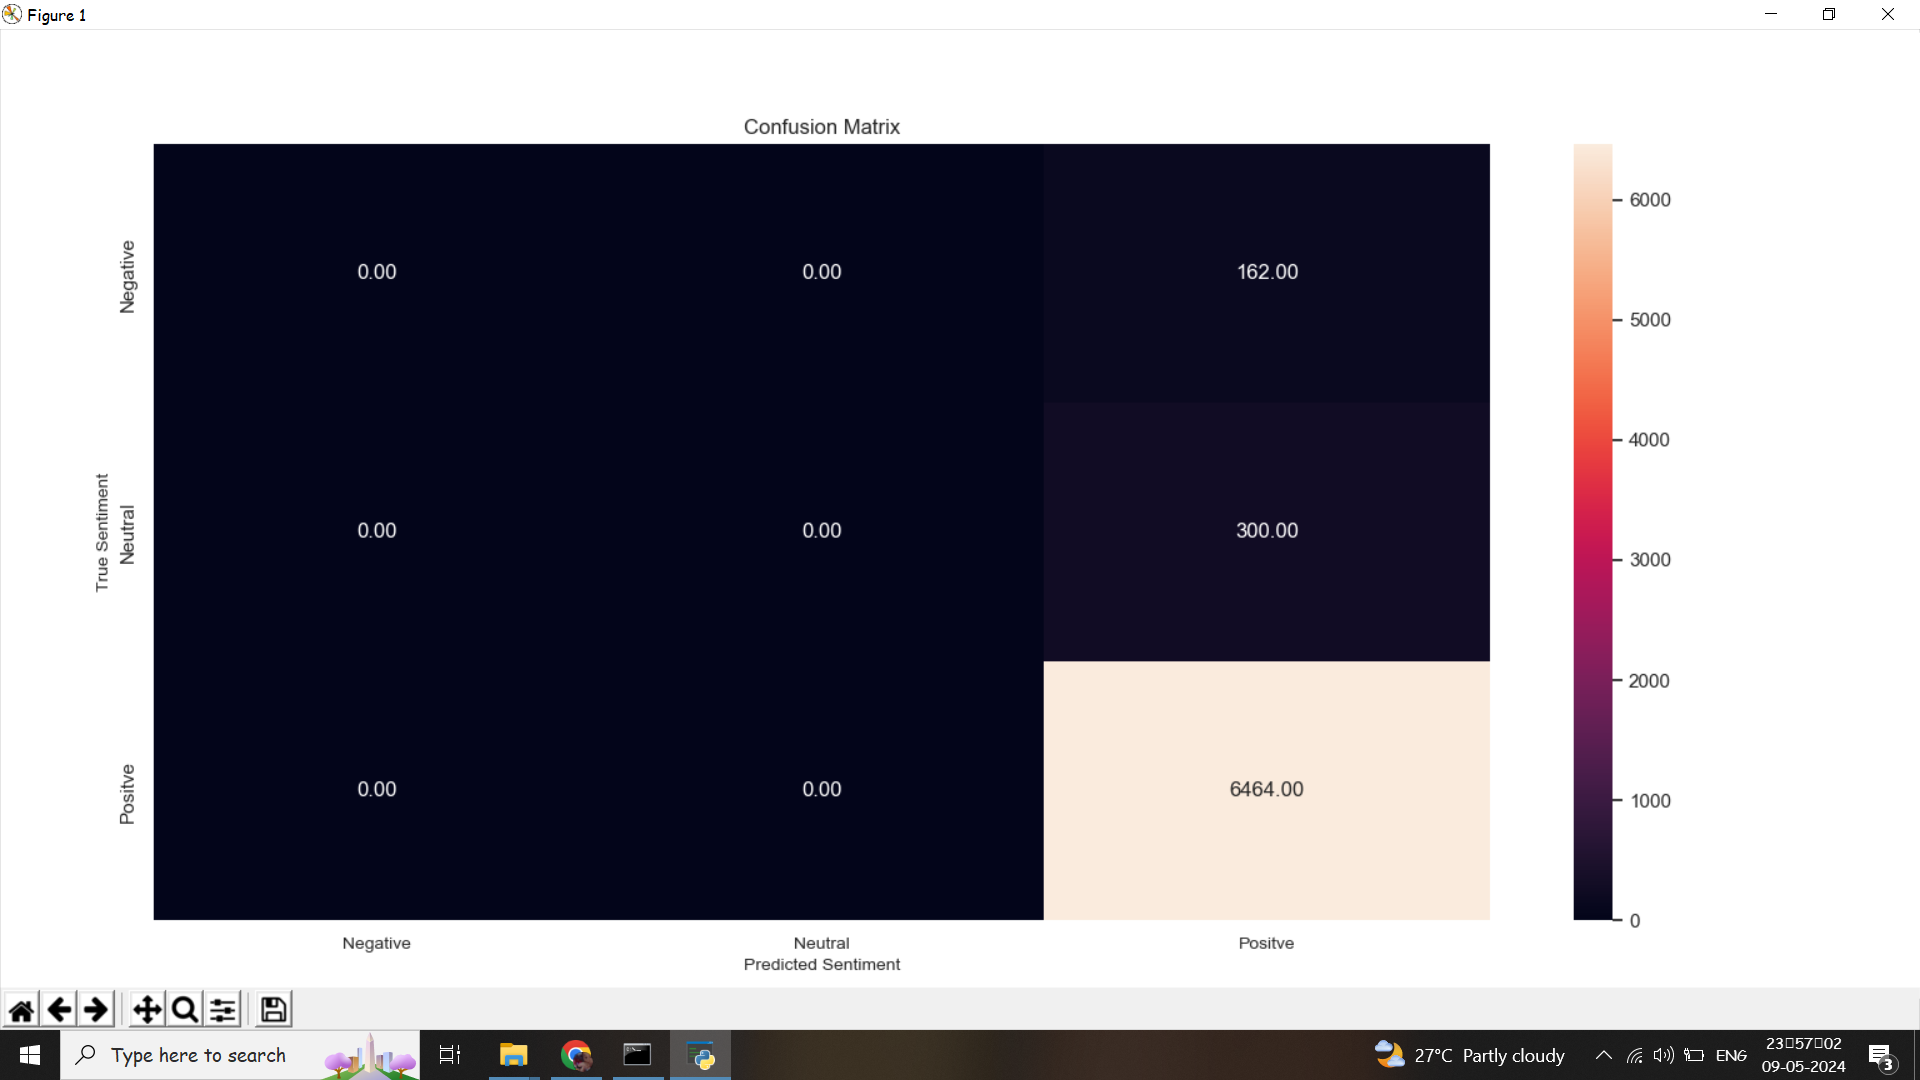 Figure 1
Confusion Matrix
Negative
0.00 0.00 162.00
True Sentiment
Neutral
0.00 0.00 300.00
Positve
0.00 0.00 6464.00
Negative Neutral Positve
Predicted Sentiment
6000
5000
4000
3000
2000
1000
0
Type here to search
27°C Partly cloudy
ENG
23▯57▯02
09-05-2024
3